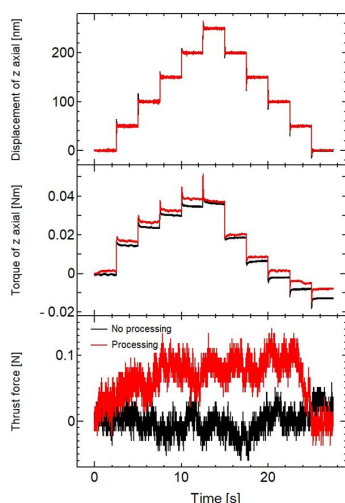 Displacement of z axial [nm]
200
100
0
Torque of z axial [Nm]
0.04
0.02
0
- 0.02
Thrust force [N]
No processing
Processing
0.1
0
0
10
20
Time [s]